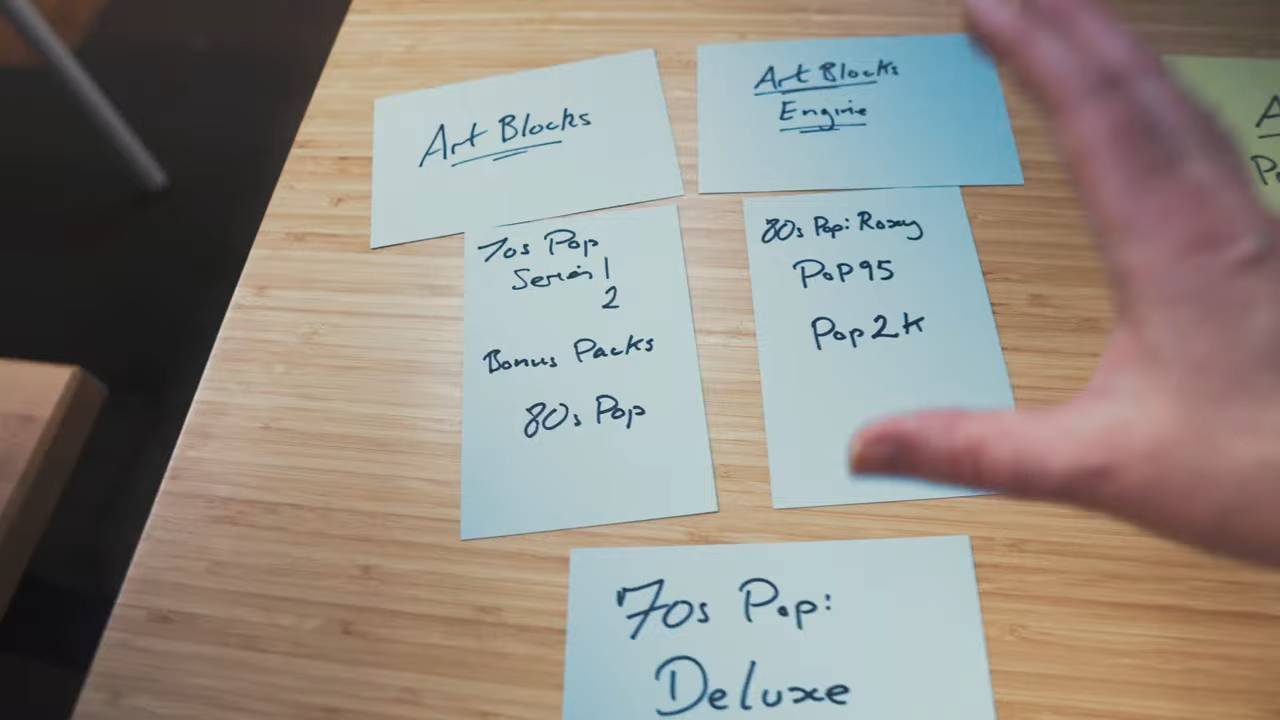 Art Blocks
Art Blocks
Engine
70s Pop
Series 1
2
Bonus Packs
80s Pop
80s Pop: Roxy
Pop95
Pop2K
70s Pop:
Deluxe